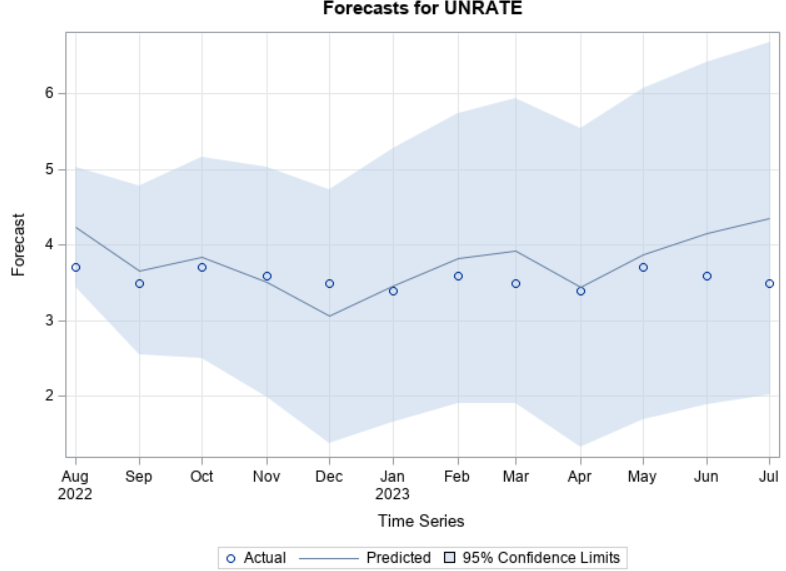 Forecasts for UNRATE
6
5
4
3
2
Forecast
Aug Sep Oct Nov Dec Jan Feb Mar Apr May Jun Jul
2022 2023
Time Series
Actual Predicted 95% Confidence Limits